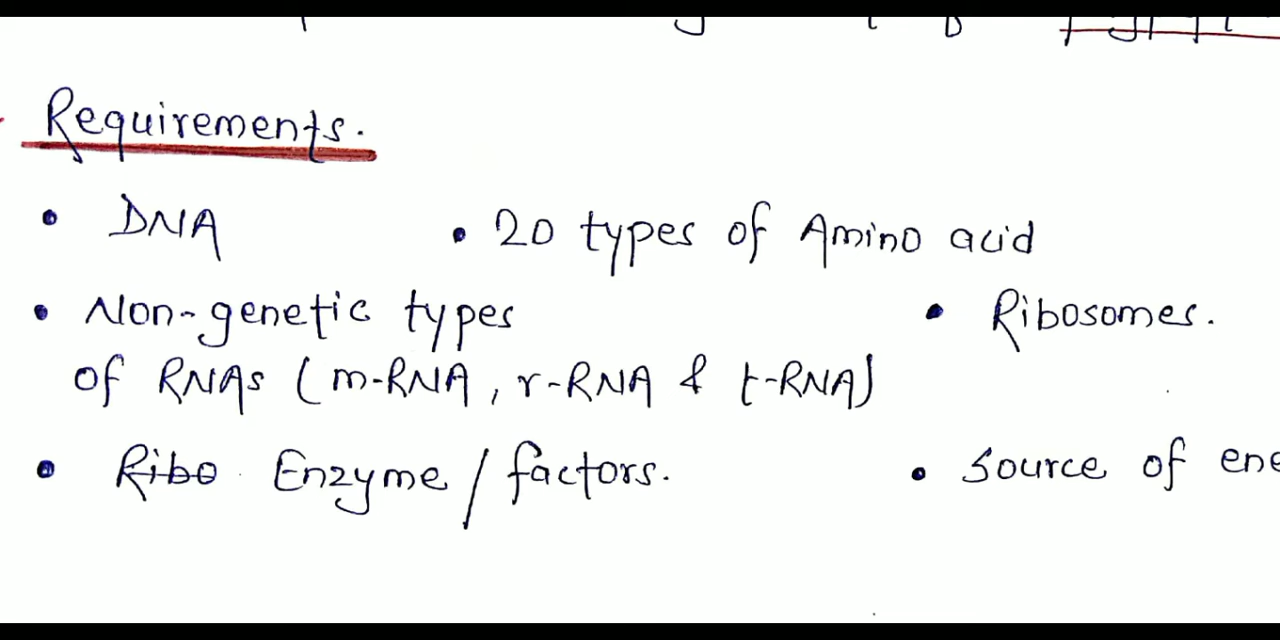 Requirements.
• DNA • 20 types of Amino acid
• Non-genetic types • Ribosomes.
of RNAs (m-RNA, r-RNA & t-RNA)
• Ribo Enzyme / factors. • Source of ene